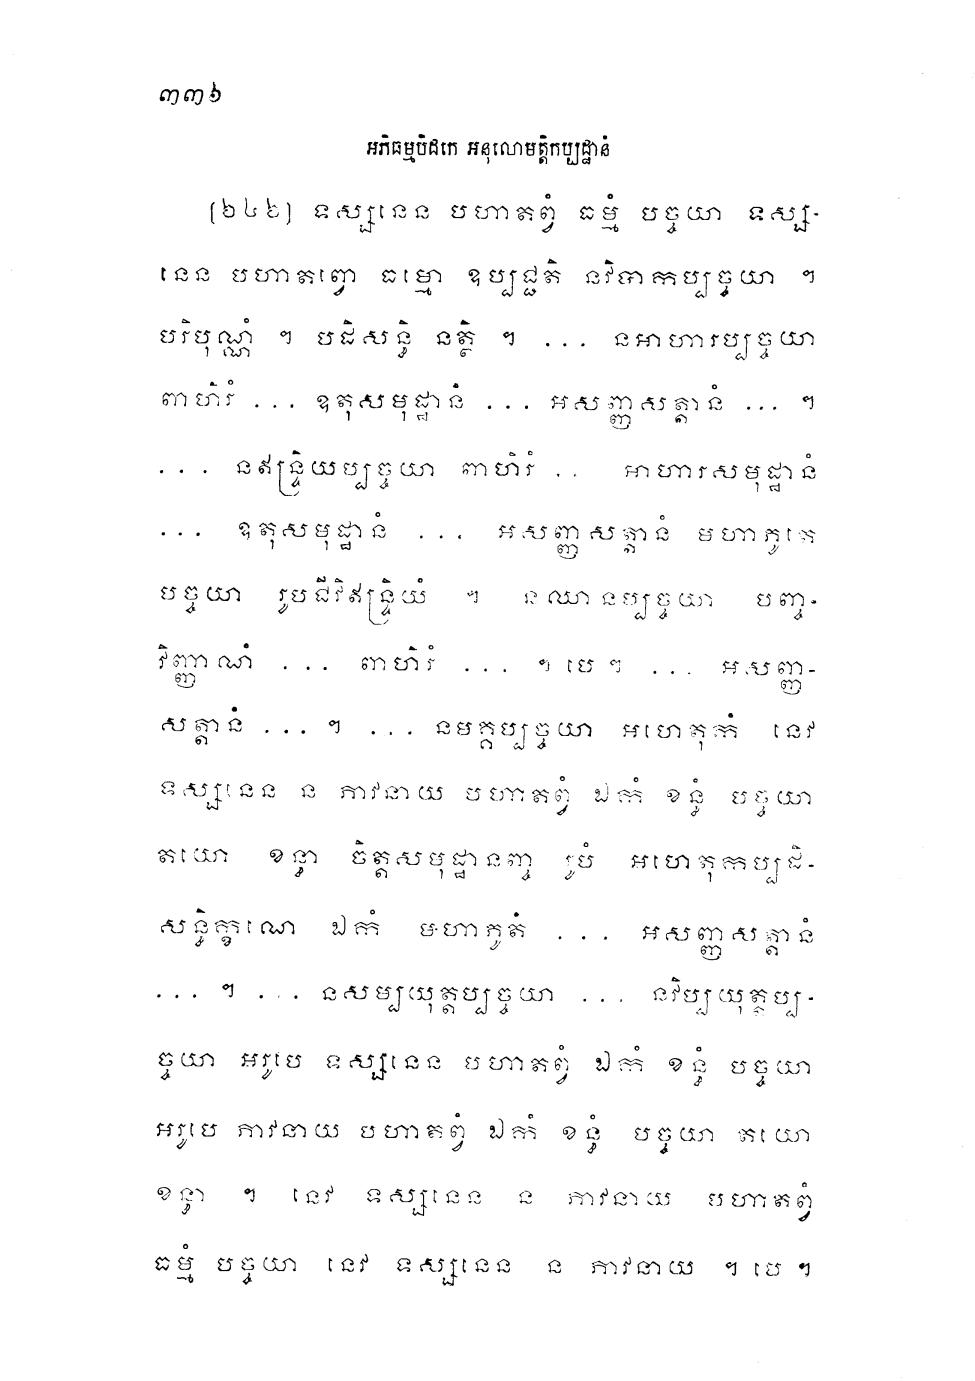 ៣៣៦
អភិធម្មបិដកេ អនុលោមត្តិកប្បដ្ឋានំ
(២៤៦) ទស្សនេន បហាតព្វំ ធម្មំ បច្ចយា ទស្ស-
នេន បហាតព្វោ ធម្មោ ឧប្បជ្ជតិ នវិបាកប្បច្ចយា ។
បរិបុណ្ណំ ។ បដិសន្ធិ នត្ថិ ។ ... នអាហារប្បច្ចយា
ពាហិរំ ... ឧតុសមុដ្ឋានំ ... អសញ្ញសត្តានំ ... ។
... នឥន្ទ្រិយប្បច្ចយា ពាហិរំ .. អាហារសមុដ្ឋានំ
... ឧតុសមុដ្ឋានំ ... អសញ្ញសត្តានំ មហាភូតេ
បច្ចយា រូបជីវិតិន្ទ្រិយំ ។ នឈានប្បច្ចយា បញ្ច-
វិញ្ញាណំ ... ពាហិរំ ... ។ បេ ។ ... អសញ្ញ-
សត្តានំ ... ។ ... នមគ្គប្បច្ចយា អហេតុកំ នេវ
ទស្សនេន ន ភាវនាយ បហាតព្វំ ឯកំ ខន្ធំ បច្ចយា
តយោ ខន្ធា ចិត្តសមុដ្ឋានញ្ច រូបំ អហេតុកប្បដិ-
សន្ធិក្ខណេ ឯកំ មហាភូតំ ... អសញ្ញសត្តានំ
... ។ ... នសម្បយុត្តប្បច្ចយា ... នវិប្បយុត្តប្ប-
ច្ចយា អរូបេ ទស្សនេន បហាតព្វំ ឯកំ ខន្ធំ បច្ចយា
អរូបេ ភាវនាយ បហាតព្វំ ឯកំ ខន្ធំ បច្ចយា តយោ
ខន្ធា ។ នេវ ទស្សនេន ន ភាវនាយ បហាតព្វំ
ធម្មំ បច្ចយា នេវ ទស្សនេន ន ភាវនាយ ។ បេ ។